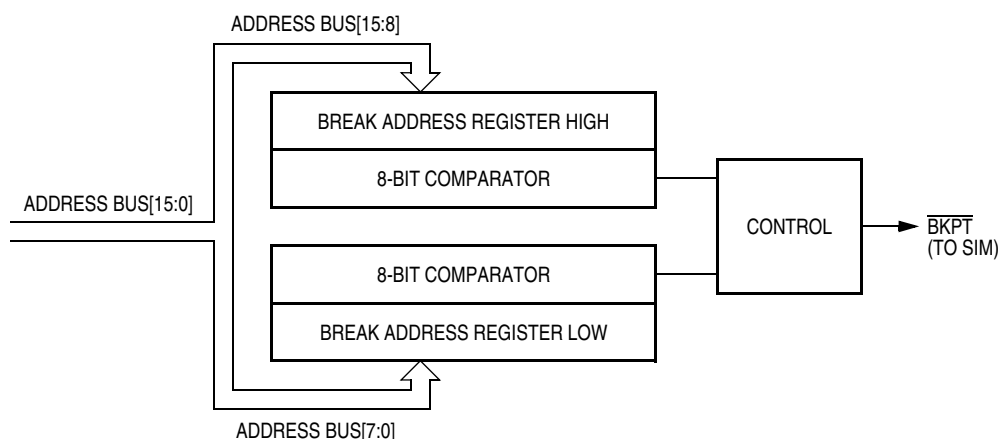 ADDRESS BUS[15:8]
BREAK ADDRESS REGISTER HIGH
8-BIT COMPARATOR
ADDRESS BUS[15:0]
CONTROL
BKPT
(TO SIM)
8-BIT COMPARATOR
BREAK ADDRESS REGISTER LOW
ADDRESS BUS[7:0]